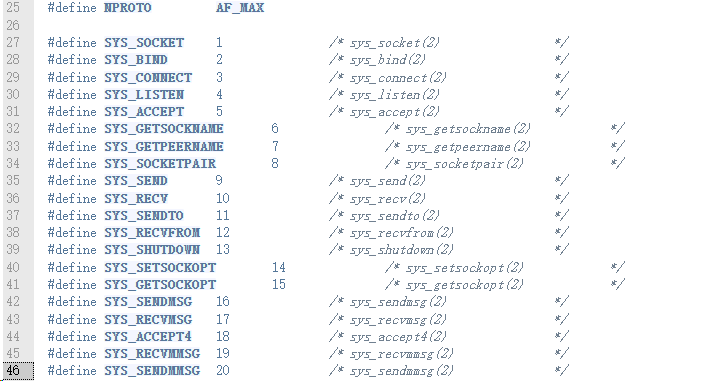 25 #define NPROTO AF_MAX
26
27 #define SYS_SOCKET 1 /* sys_socket(2) */
28 #define SYS_BIND 2 /* sys_bind(2) */
29 #define SYS_CONNECT 3 /* sys_connect(2) */
30 #define SYS_LISTEN 4 /* sys_listen(2) */
31 #define SYS_ACCEPT 5 /* sys_accept(2) */
32 #define SYS_GETSOCKNAME 6 /* sys_getsockname(2) */
33 #define SYS_GETPEERNAME 7 /* sys_getpeername(2) */
34 #define SYS_SOCKETPAIR 8 /* sys_socketpair(2) */
35 #define SYS_SEND 9 /* sys_send(2) */
36 #define SYS_RECV 10 /* sys_recv(2) */
37 #define SYS_SENDTO 11 /* sys_sendto(2) */
38 #define SYS_RECVFROM 12 /* sys_recvfrom(2) */
39 #define SYS_SHUTDOWN 13 /* sys_shutdown(2) */
40 #define SYS_SETSOCKOPT 14 /* sys_setsockopt(2) */
41 #define SYS_GETSOCKOPT 15 /* sys_getsockopt(2) */
42 #define SYS_SENDMSG 16 /* sys_sendmsg(2) */
43 #define SYS_RECVMSG 17 /* sys_recvmsg(2) */
44 #define SYS_ACCEPT4 18 /* sys_accept4(2) */
45 #define SYS_RECVMMSG 19 /* sys_recvmmsg(2) */
46 #define SYS_SENDMMSG 20 /* sys_sendmmsg(2) */